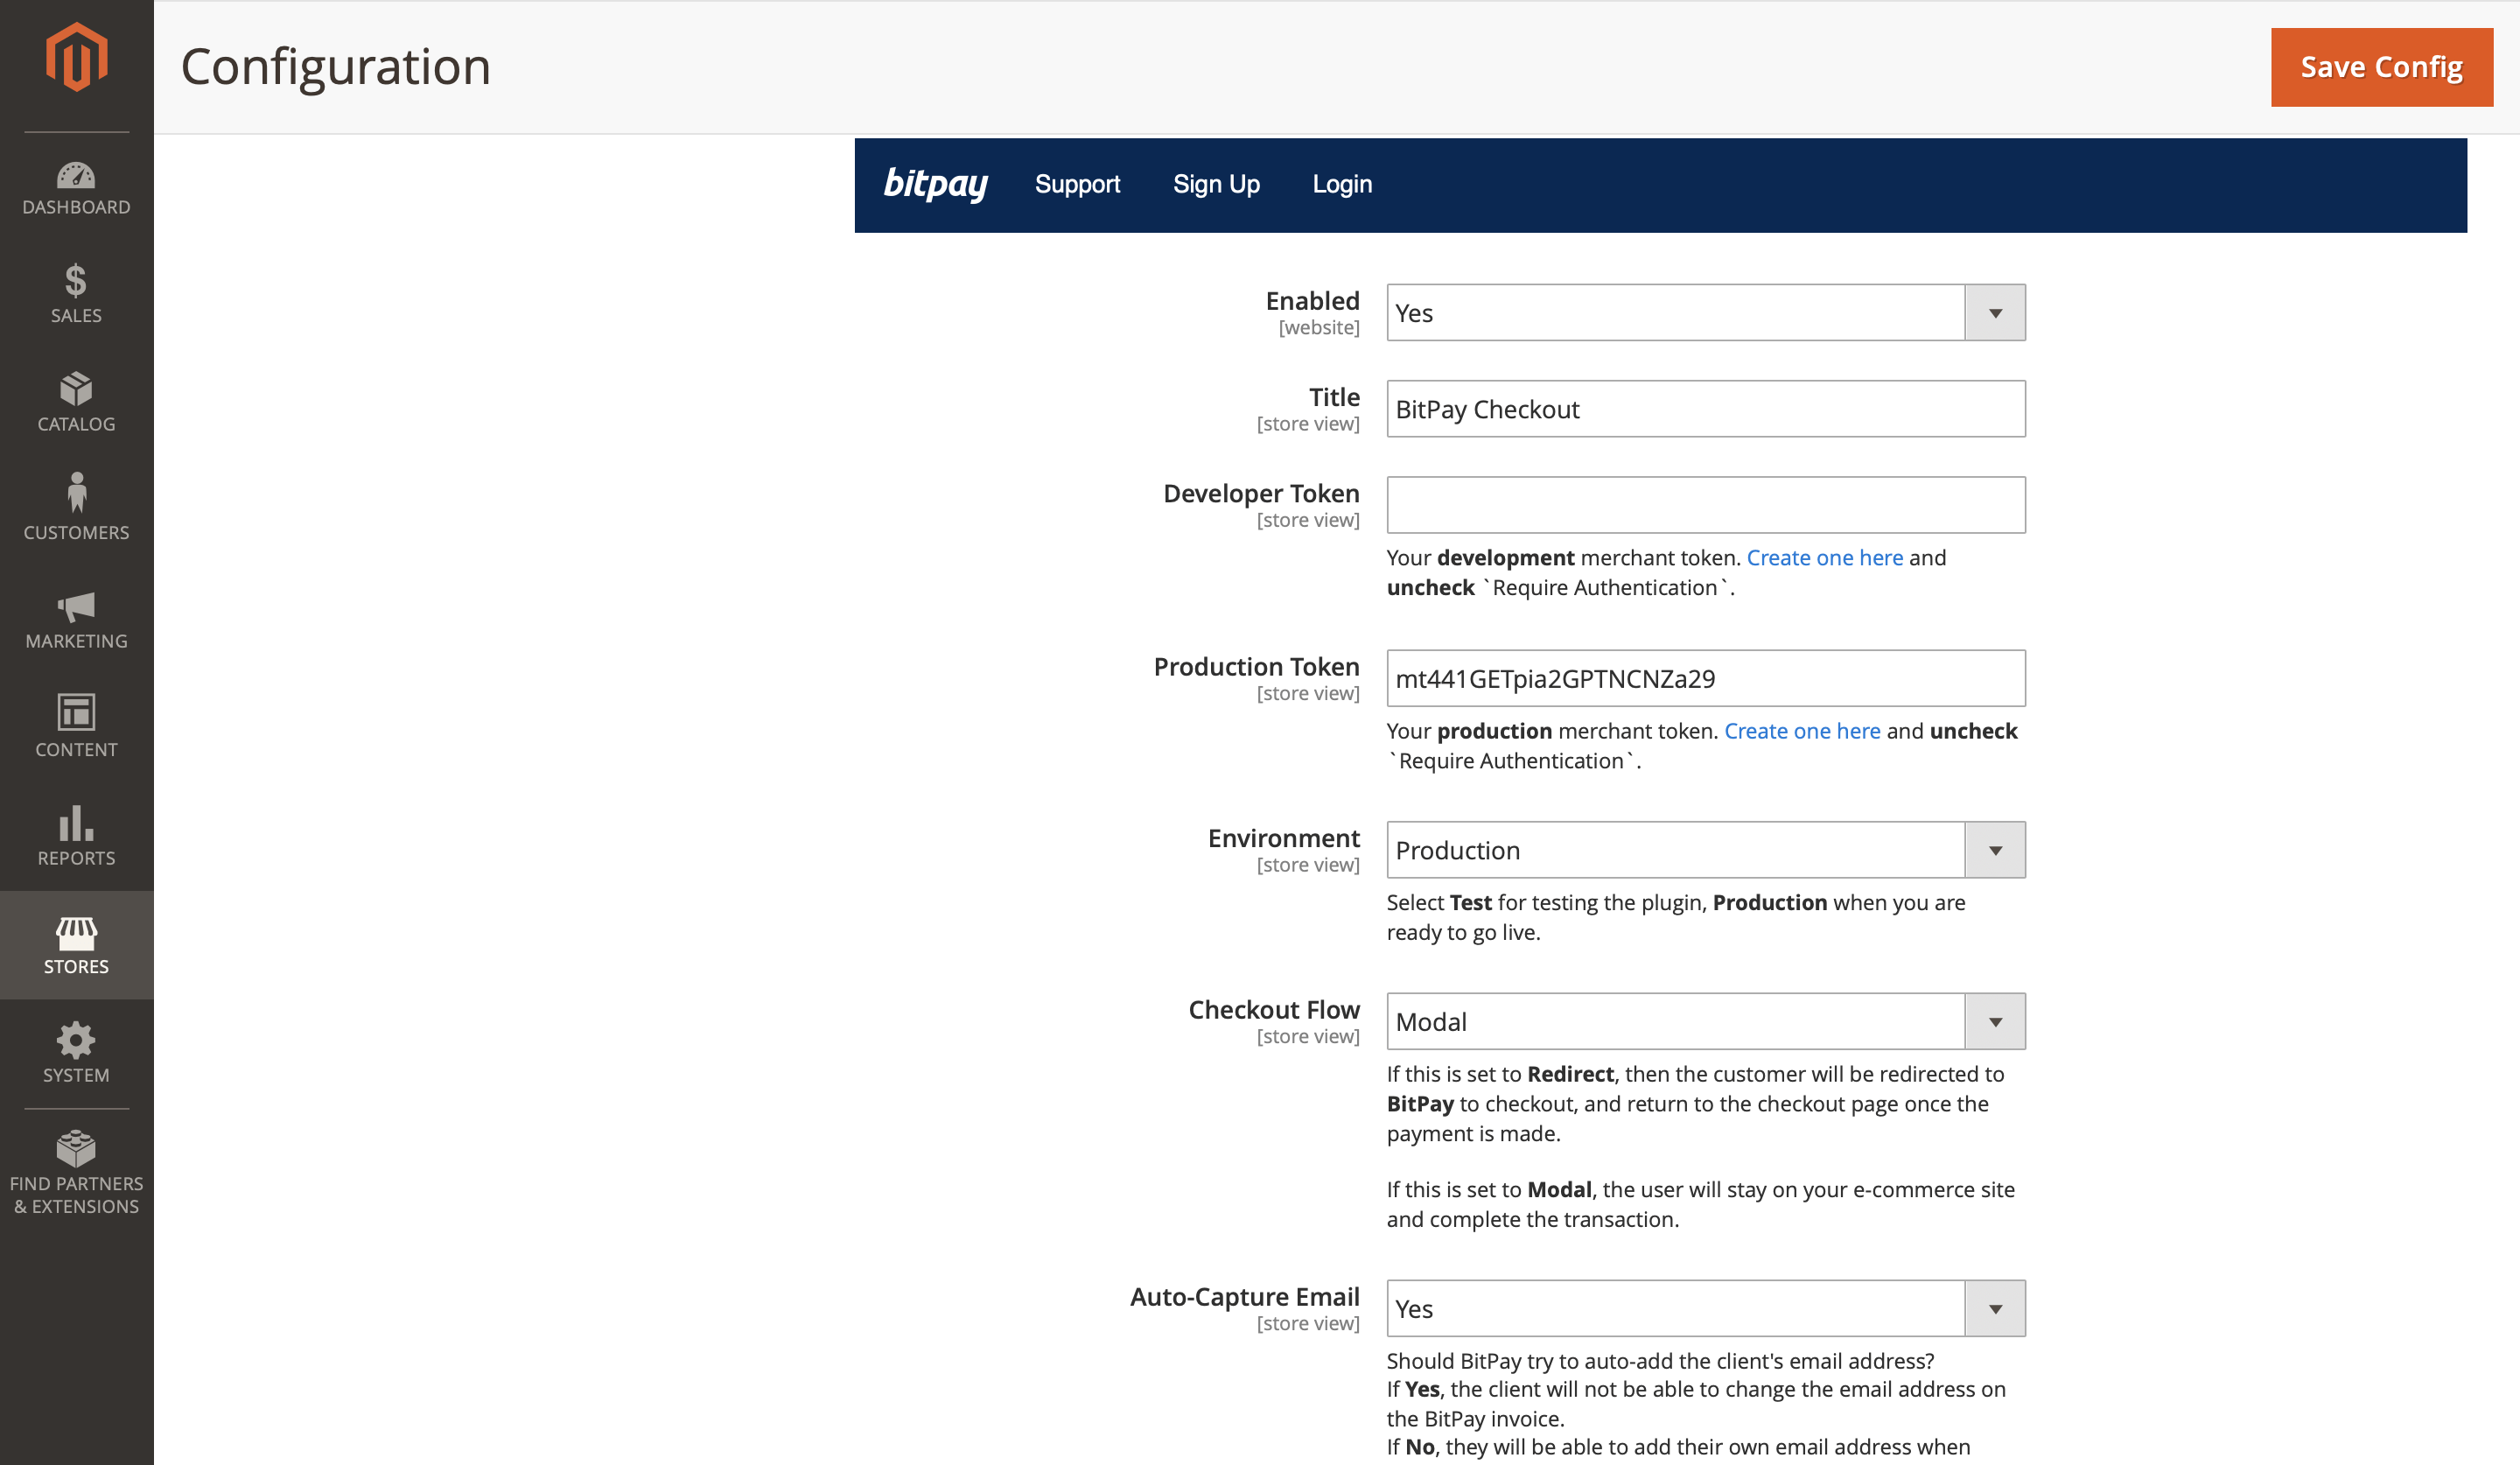 Configuration
Save Config
DASHBOARD
SALES
CATALOG
CUSTOMERS
MARKETING
CONTENT
REPORTS
STORES
SYSTEM
FIND PARTNERS
& EXTENSIONS
bitpay Support Sign Up Login
Enabled
[website]
Yes
Title
[store view]
BitPay Checkout
Developer Token
[store view]
Your development merchant token. Create one here and
uncheck `Require Authentication`.
Production Token
[store view]
mt441GETpia2GPTNCNZa29
Your production merchant token. Create one here and uncheck
`Require Authentication`.
Environment
[store view]
Production
Select Test for testing the plugin, Production when you are
ready to go live.
Checkout Flow
[store view]
Modal
If this is set to Redirect, then the customer will be redirected to
BitPay to checkout, and return to the checkout page once the
payment is made.
If this is set to Modal, the user will stay on your e-commerce site
and complete the transaction.
Auto-Capture Email
[store view]
Yes
Should BitPay try to auto-add the client's email address?
If Yes, the client will not be able to change the email address on
the BitPay invoice.
If No, they will be able to add their own email address when